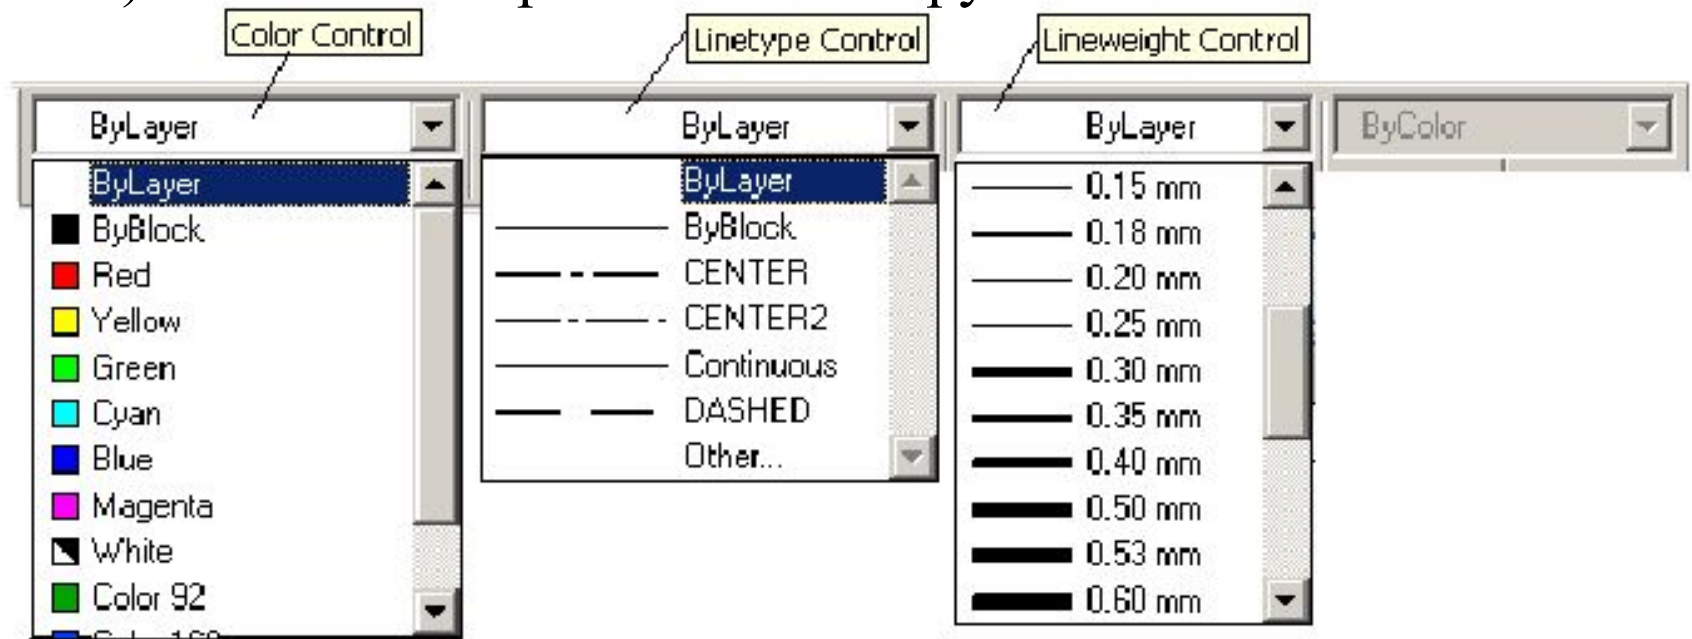 Color Control
Linetype Control
Lineweight Control
ByLayer
ByLayer
ByLayer
ByColor
ByLayer
ByBlock
Red
Yellow
Green
Cyan
Blue
Magenta
White
Color 92
ByLayer
ByBlock
CENTER
CENTER2
Continuous
DASHED
Other...
0.15 mm
0.18 mm
0.20 mm
0.25 mm
0.30 mm
0.35 mm
0.40 mm
0.50 mm
0.53 mm
0.60 mm